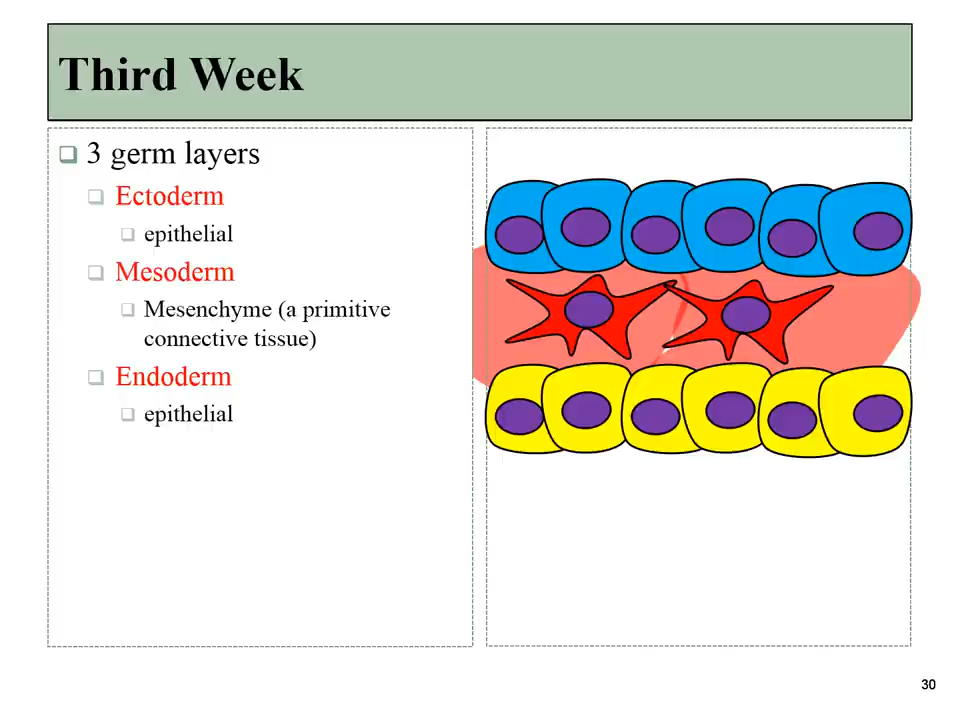 Third Week
3 germ layers
Ectoderm
epithelial
Mesoderm
Mesenchyme (a primitive
connective tissue)
Endoderm
epithelial
30